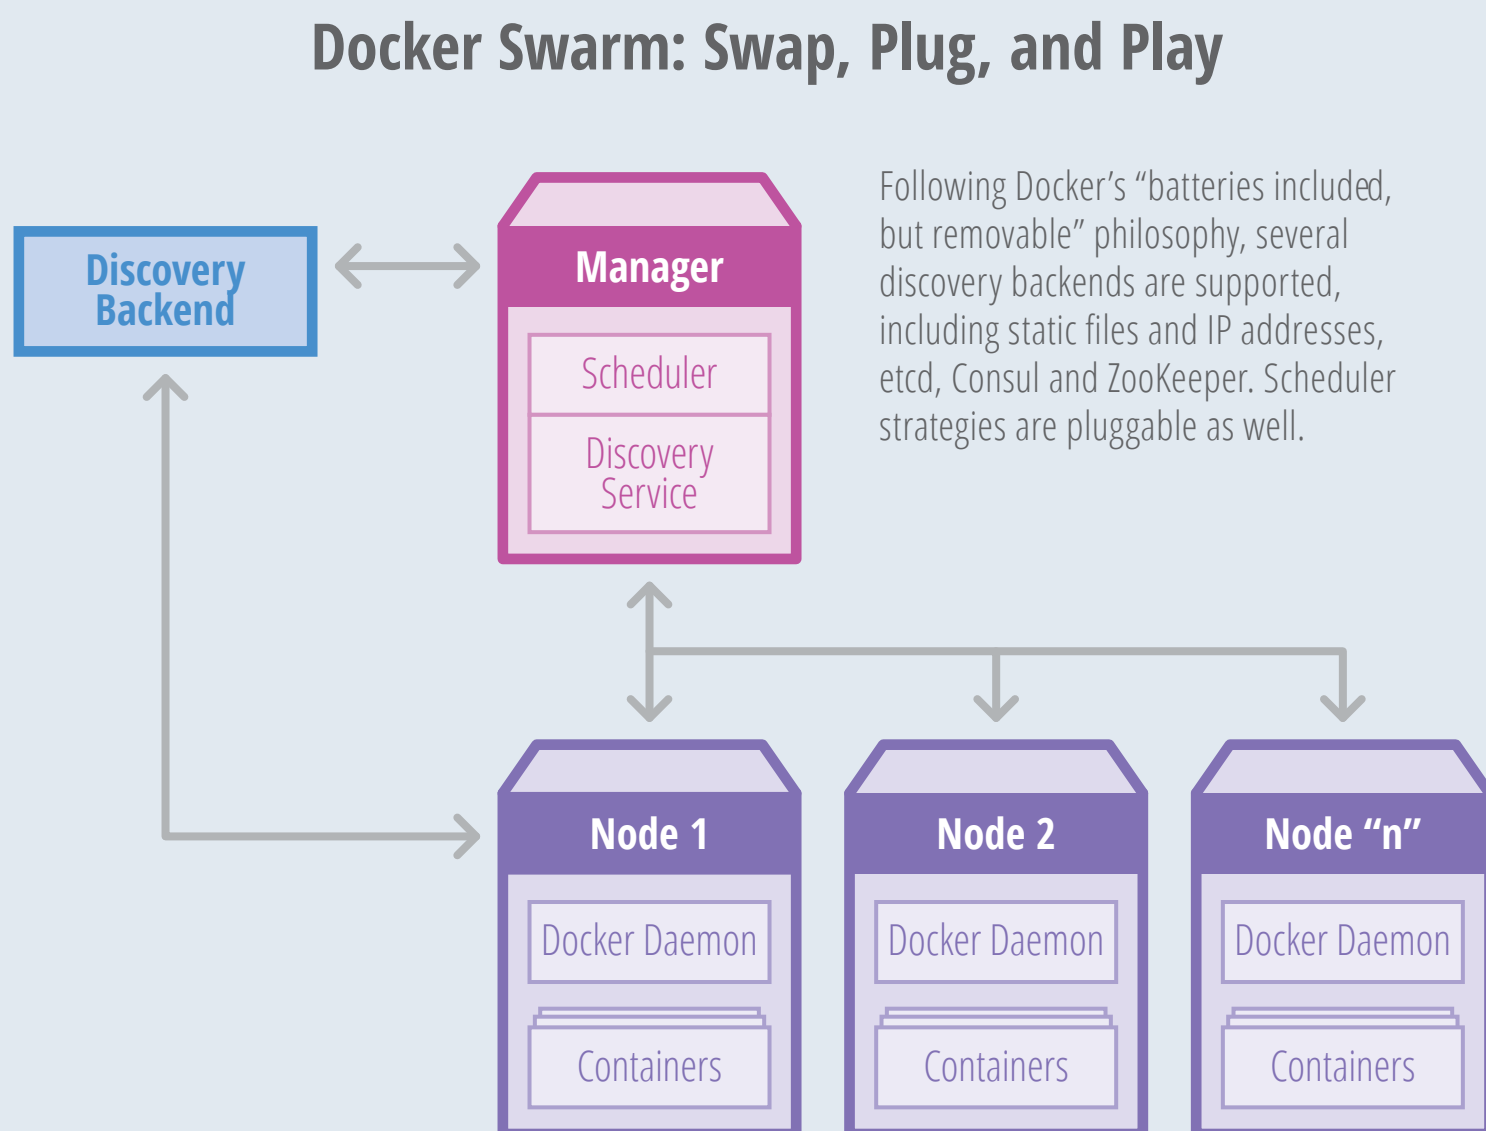 Docker Swarm: Swap, Plug, and Play
Following Docker’s “batteries included,
but removable” philosophy, several
discovery backends are supported,
including static files and IP addresses,
etcd, Consul and ZooKeeper. Scheduler
strategies are pluggable as well.
Discovery
Backend
Manager
Scheduler
Discovery
Service
Node 1
Docker Daemon
Containers
Node 2
Docker Daemon
Containers
Node “n”
Docker Daemon
Containers